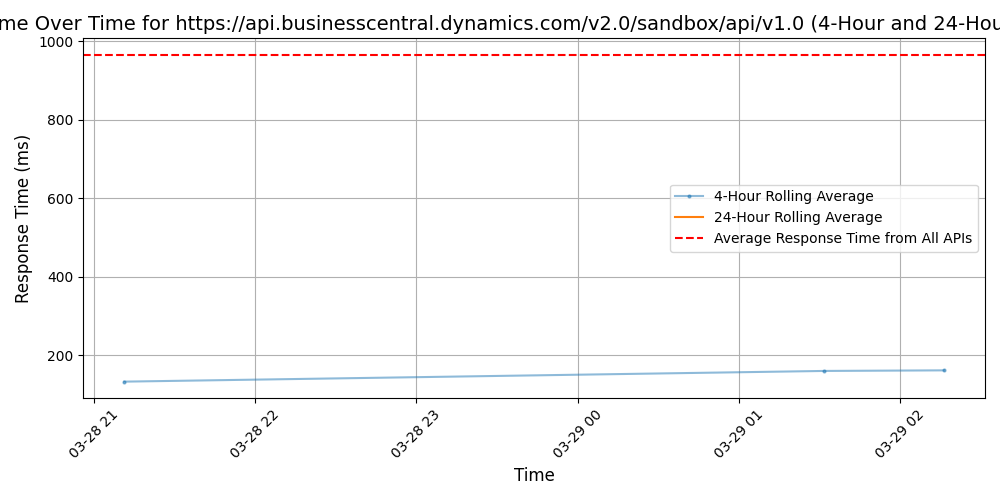 me Over Time for https://api.businesscentral.dynamics.com/v2.0/sandbox/api/v1.0 (4-Hour and 24-Hou
1000
800
600
400
200
Response Time (ms)
4-Hour Rolling Average
24-Hour Rolling Average
Average Response Time from All APIs
03-28 21
03-28 22
03-28 23
03-29 00
03-29 01
03-29 02
Time